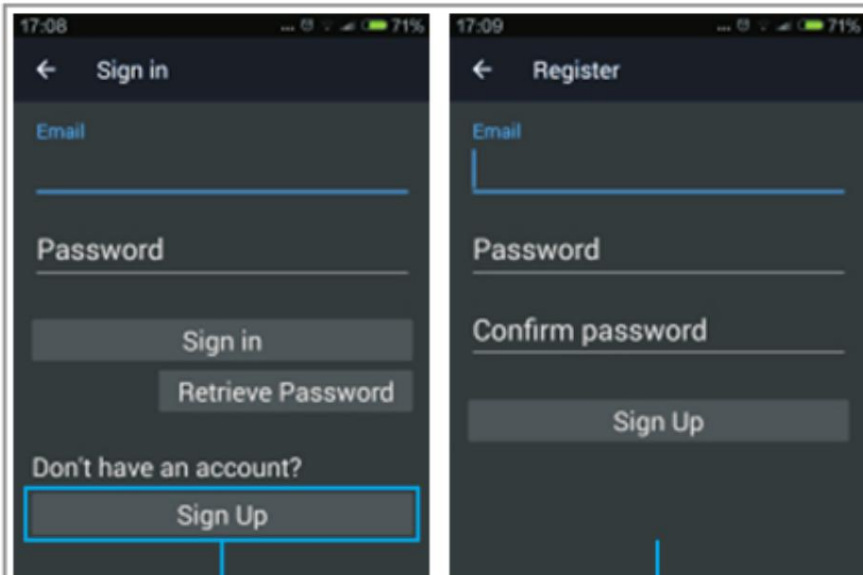 17:08 ... 71%
Sign in
Email
Password
Sign in
Retrieve Password
Don't have an account?
Sign Up
17:09 ... 71%
Register
Email
Password
Confirm password
Sign Up